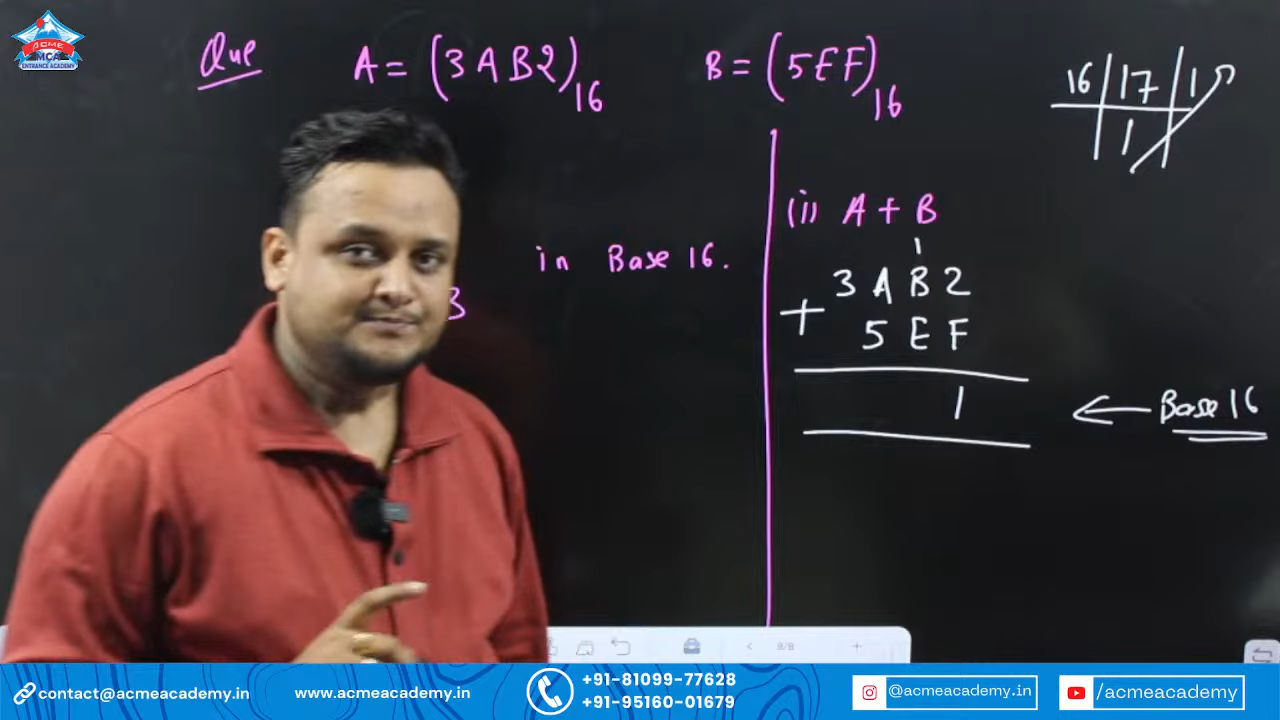 ACME
MCA
ENTRANCE ACADEMY
Que A = (3AB2)16 B = (5EF)16
16 17 1
1
in Base 16.
B
(i) A + B
1
3 A B 2
+ 5 E F
1
← Base 16
8/8
contact@acmeacademy.in
www.acmeacademy.in
+91-81099-77628
+91-95160-01679
@acmeacademy.in
/acmeacademy